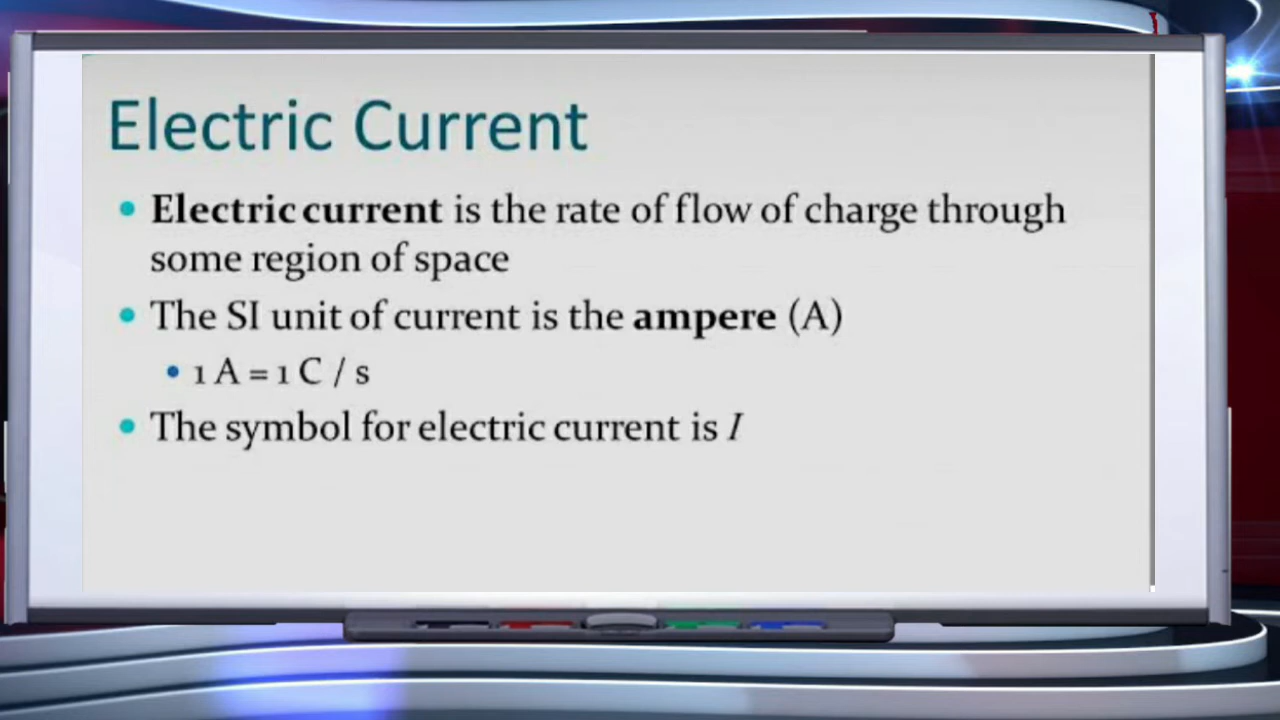 Electric Current
• Electric current is the rate of flow of charge through
some region of space
• The SI unit of current is the ampere (A)
• 1 A = 1 C / s
• The symbol for electric current is I